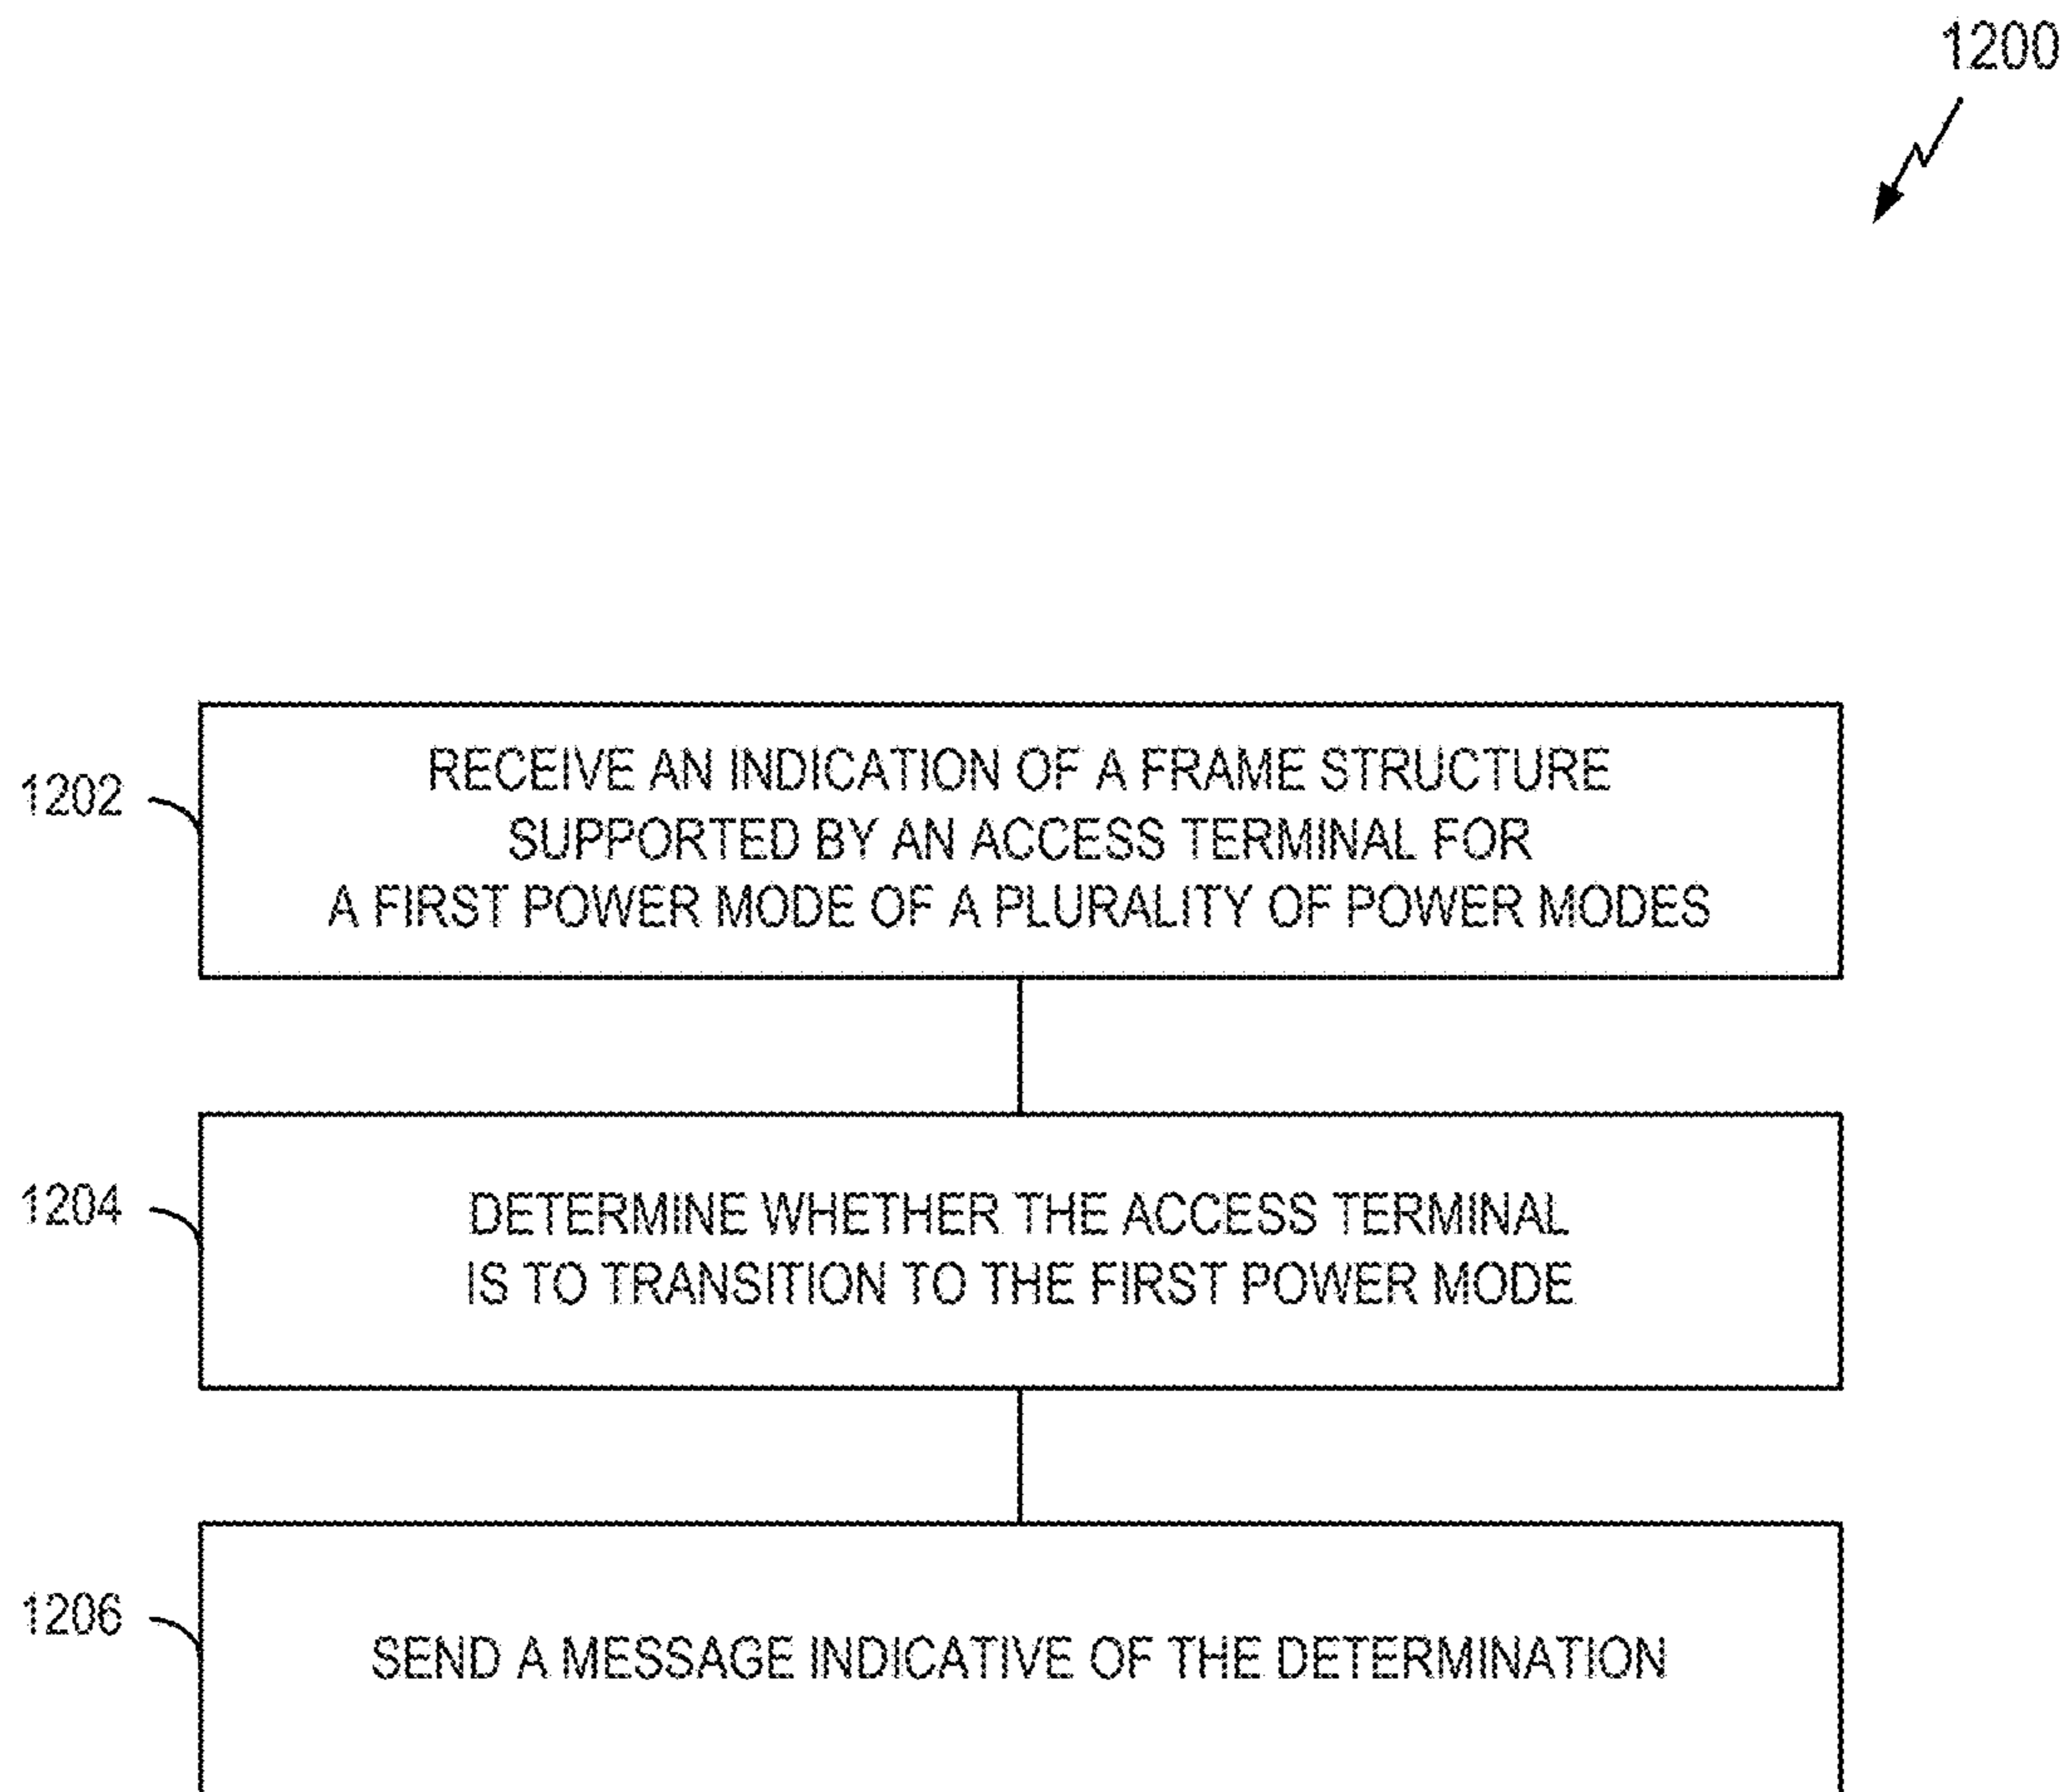 1200
1202
RECEIVE AN INDICATION OF A FRAME STRUCTURE
SUPPORTED BY AN ACCESS TERMINAL FOR
A FIRST POWER MODE OF A PLURALITY OF POWER MODES
1204
DETERMINE WHETHER THE ACCESS TERMINAL
IS TO TRANSITION TO THE FIRST POWER MODE
1206
SEND A MESSAGE INDICATIVE OF THE DETERMINATION